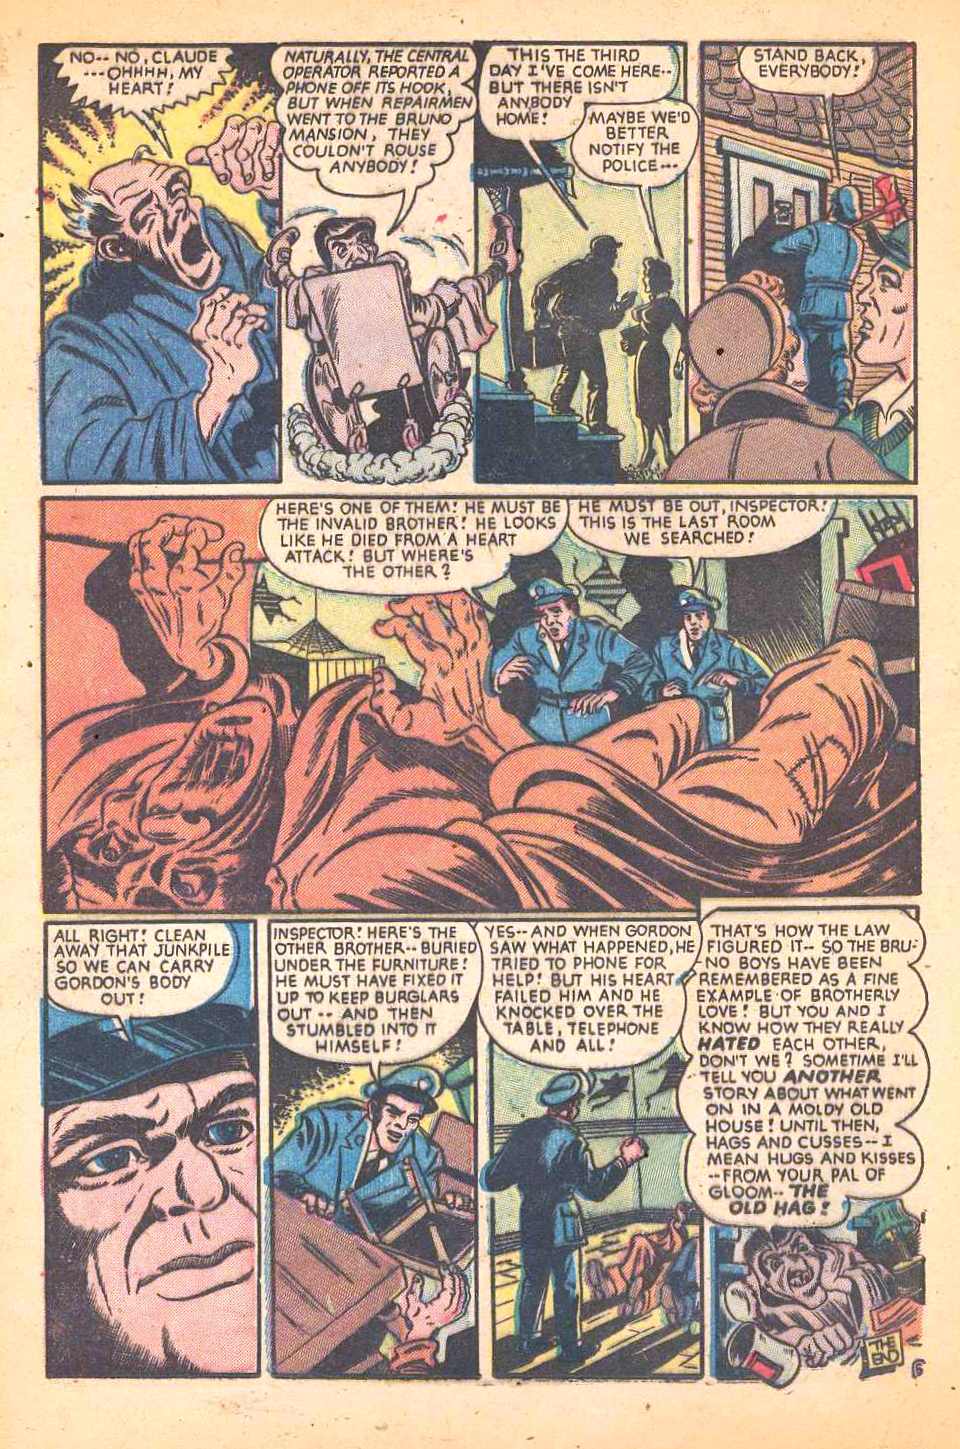 NO-- NO, CLAUDE
---OHHHH, MY
HEART!
NATURALLY, THE CENTRAL
OPERATOR REPORTED A
PHONE OFF ITS HOOK,
BUT WHEN REPAIRMEN
WENT TO THE BRUNO
MANSION, THEY
COULDN'T ROUSE
ANYBODY!
THIS THE THIRD
DAY I'VE COME HERE--
BUT THERE ISN'T
ANYBODY
HOME!
MAYBE WE'D
BETTER
NOTIFY THE
POLICE---
STAND BACK,
EVERYBODY!
HERE'S ONE OF THEM! HE MUST BE
THE INVALID BROTHER! HE LOOKS
LIKE HE DIED FROM A HEART
ATTACK! BUT WHERE'S
THE OTHER?
HE MUST BE OUT, INSPECTOR!
THIS IS THE LAST ROOM
WE SEARCHED!
ALL RIGHT! CLEAN
AWAY THAT JUNKPILE
SO WE CAN CARRY
GORDON'S BODY
OUT!
INSPECTOR! HERE'S THE
OTHER BROTHER-- BURIED
UNDER THE FURNITURE!
HE MUST HAVE FIXED IT
UP TO KEEP BURGLARS
OUT -- AND THEN
STUMBLED INTO IT
HIMSELF!
YES-- AND WHEN GORDON
SAW WHAT HAPPENED, HE
TRIED TO PHONE FOR
HELP! BUT HIS HEART
FAILED HIM AND HE
KNOCKED OVER THE
TABLE, TELEPHONE
AND ALL!
THAT'S HOW THE LAW
FIGURED IT-- SO THE BRU-
NO BOYS HAVE BEEN
REMEMBERED AS A FINE
EXAMPLE OF BROTHERLY
LOVE! BUT YOU AND I
KNOW HOW THEY REALLY
HATED EACH OTHER,
DON'T WE? SOMETIME I'LL
TELL YOU ANOTHER
STORY ABOUT WHAT WENT
ON IN A MOLDY OLD
HOUSE! UNTIL THEN,
HAGS AND CUSSES-- I
MEAN HUGS AND KISSES
--FROM YOUR PAL OF
GLOOM-- THE
OLD HAG!
THE
END
6